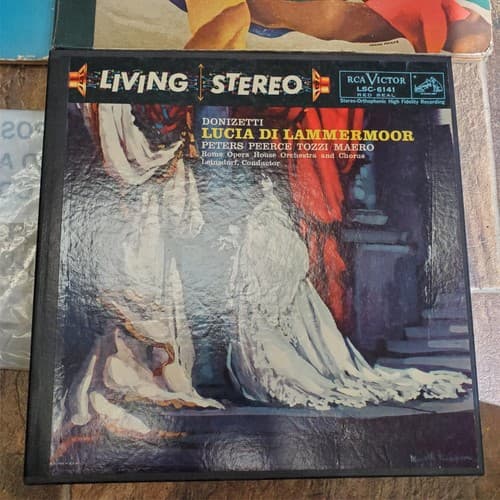 LIVING STEREO
RCA VICTOR
LSC-6141
RED SEAL
Stereo-Orthophonic High Fidelity Recording
DONIZETTI
LUCIA DI LAMMERMOOR
PETERS PEERCE TOZZI MAERO
Rome Opera House Orchestra and Chorus
Leinsdorf, Conductor